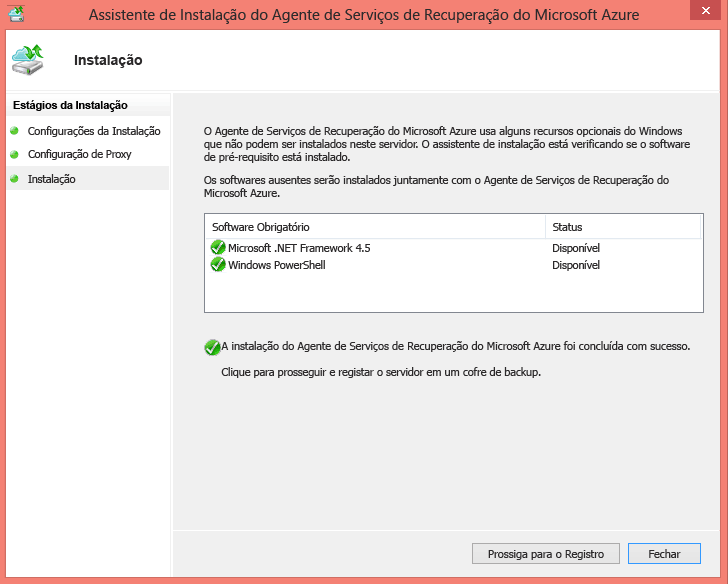 Assistente de Instalação do Agente de Serviços de Recuperação do Microsoft Azure
Instalação
Estágios da Instalação
Configurações da Instalação
Configuração de Proxy
Instalação
O Agente de Serviços de Recuperação do Microsoft Azure usa alguns recursos opcionais do Windows
que não podem ser instalados neste servidor. O assistente de instalação está verificando se o software
de pré-requisito está instalado.
Os softwares ausentes serão instalados juntamente com o Agente de Serviços de Recuperação do
Microsoft Azure.
Software Obrigatório Status
Microsoft .NET Framework 4.5 Disponível
Windows PowerShell Disponível
A instalação do Agente de Serviços de Recuperação do Microsoft Azure foi concluída com sucesso.
Clique para prosseguir e registar o servidor em um cofre de backup.
Prossiga para o Registro Fechar